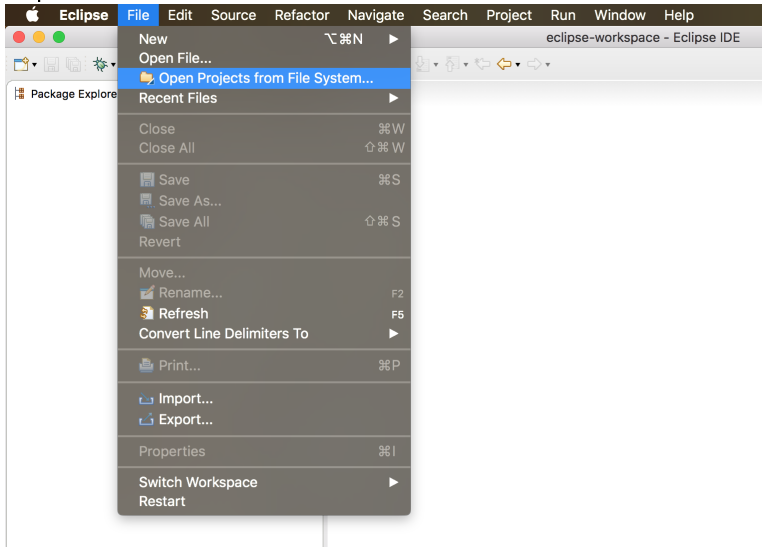 Eclipse File Edit Source Refactor Navigate Search Project Run Window Help
eclipse-workspace - Eclipse IDE
Package Explore
New ⌥⌘N ▶
Open File...
Open Projects from File System...
Recent Files ▶
Close ⌘W
Close All ⇧⌘W
Save ⌘S
Save As...
Save All ⇧⌘S
Revert
Move...
Rename... F2
Refresh F5
Convert Line Delimiters To ▶
Print... ⌘P
Import...
Export...
Properties ⌘I
Switch Workspace ▶
Restart